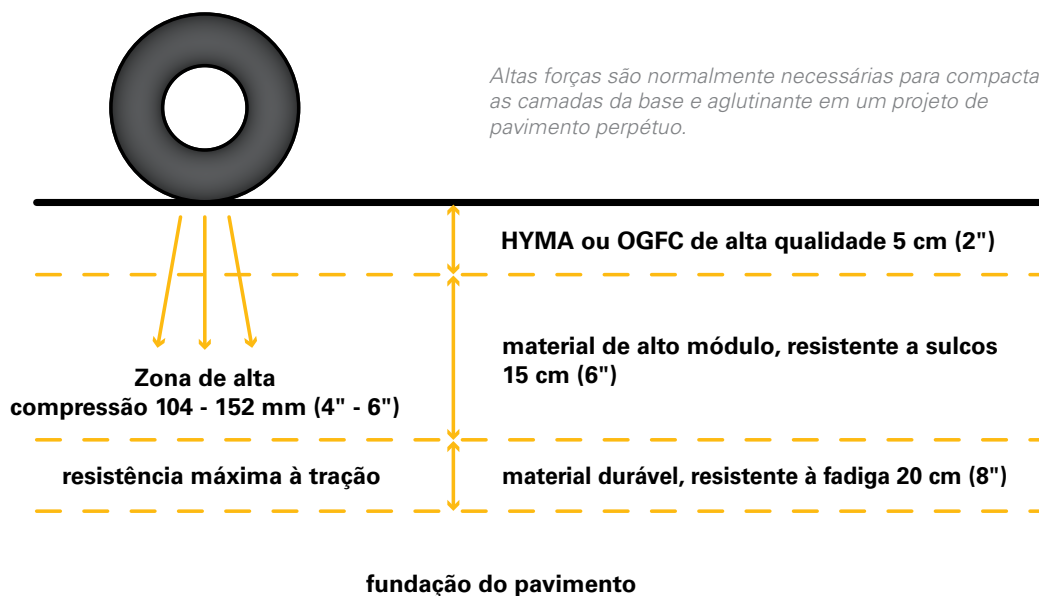 Altas forças são normalmente necessárias para compacta
as camadas da base e aglutinante em um projeto de
pavimento perpétuo.
HYMA ou OGFC de alta qualidade 5 cm (2")
material de alto módulo, resistente a sulcos
15 cm (6")
Zona de alta
compressão 104 - 152 mm (4" - 6")
resistência máxima à tração
material durável, resistente à fadiga 20 cm (8")
fundação do pavimento